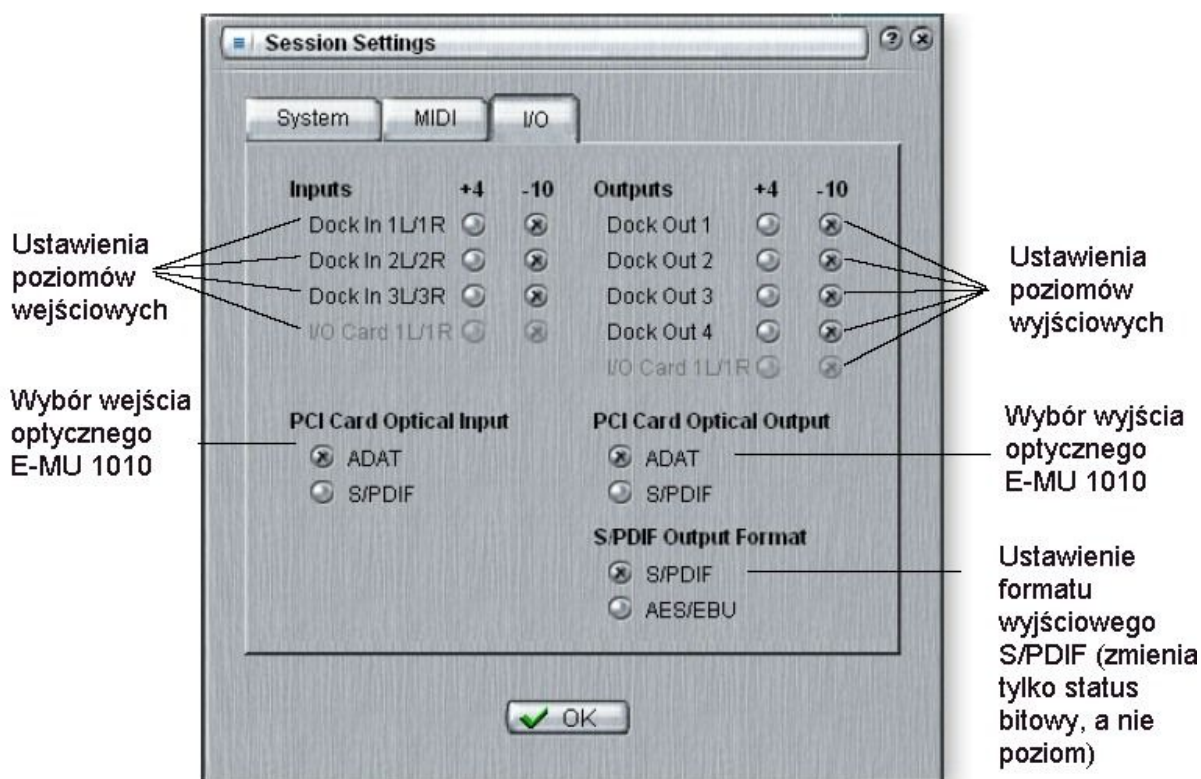 Session Settings
System MIDI I/O
Inputs +4 -10
Dock In 1L/1R
Dock In 2L/2R
Dock In 3L/3R
I/O Card 1L/1R
Outputs +4 -10
Dock Out 1
Dock Out 2
Dock Out 3
Dock Out 4
I/O Card 1L/1R
PCI Card Optical Input
ADAT
S/PDIF
PCI Card Optical Output
ADAT
S/PDIF
S/PDIF Output Format
S/PDIF
AES/EBU
OK
Ustawienia
poziomów
wejściowych
Wybór wejścia
optycznego
E-MU 1010
Ustawienia
poziomów
wyjściowych
Wybór wyjścia
optycznego
E-MU 1010
Ustawienie
formatu
wyjściowego
S/PDIF (zmienia
tylko status
bitowy, a nie
poziom)